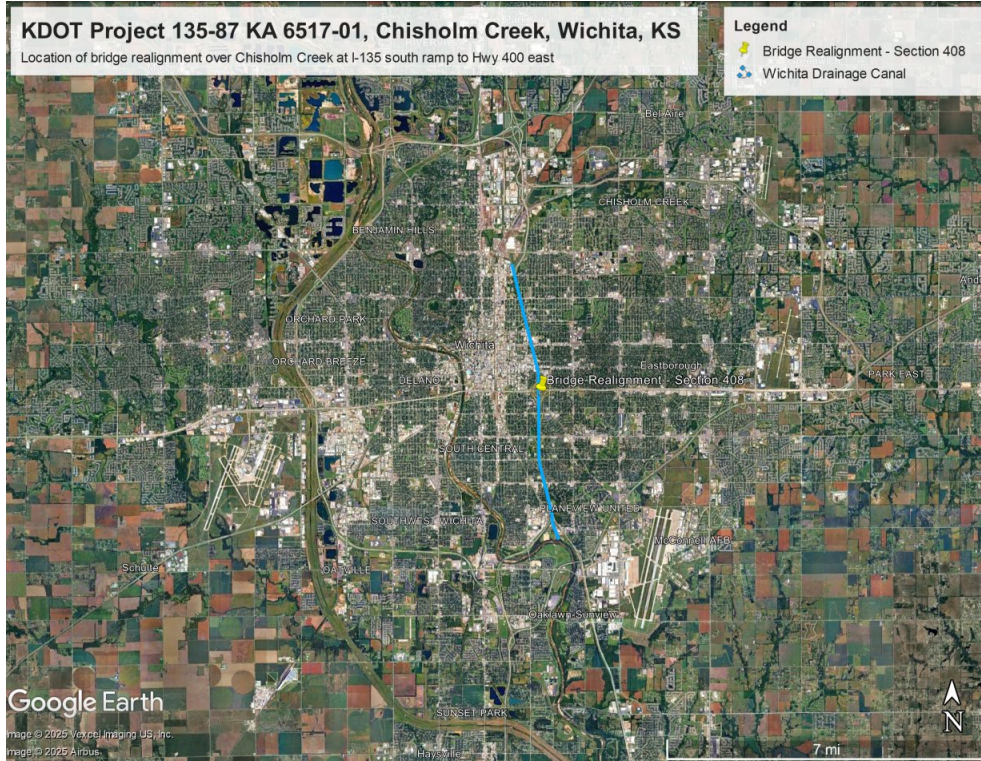 KDOT Project 135-87 KA 6517-01, Chisholm Creek, Wichita, KS
Location of bridge realignment over Chisholm Creek at I-135 south ramp to Hwy 400 east
Legend
Bridge Realignment - Section 408
Wichita Drainage Canal
Bel Aire
CHISHOLM CREEK
BENJAMIN HILLS
ORCHARD PARK
Wichita
ORCHARD BREEZE
Eastborough
PARK EAST
DELANO
Bridge Realignment - Section 408
SOUTH CENTRAL
PLANEVIEW UNITED
SOUTHWEST WICHITA
McConnell AFB
Schulte
OATVILLE
Oaklawn-Sunview
SUNSET PARK
Haysville
Google Earth
Image © 2025 Vexcel Imaging US, Inc.
Image © 2025 Airbus
N
7 mi